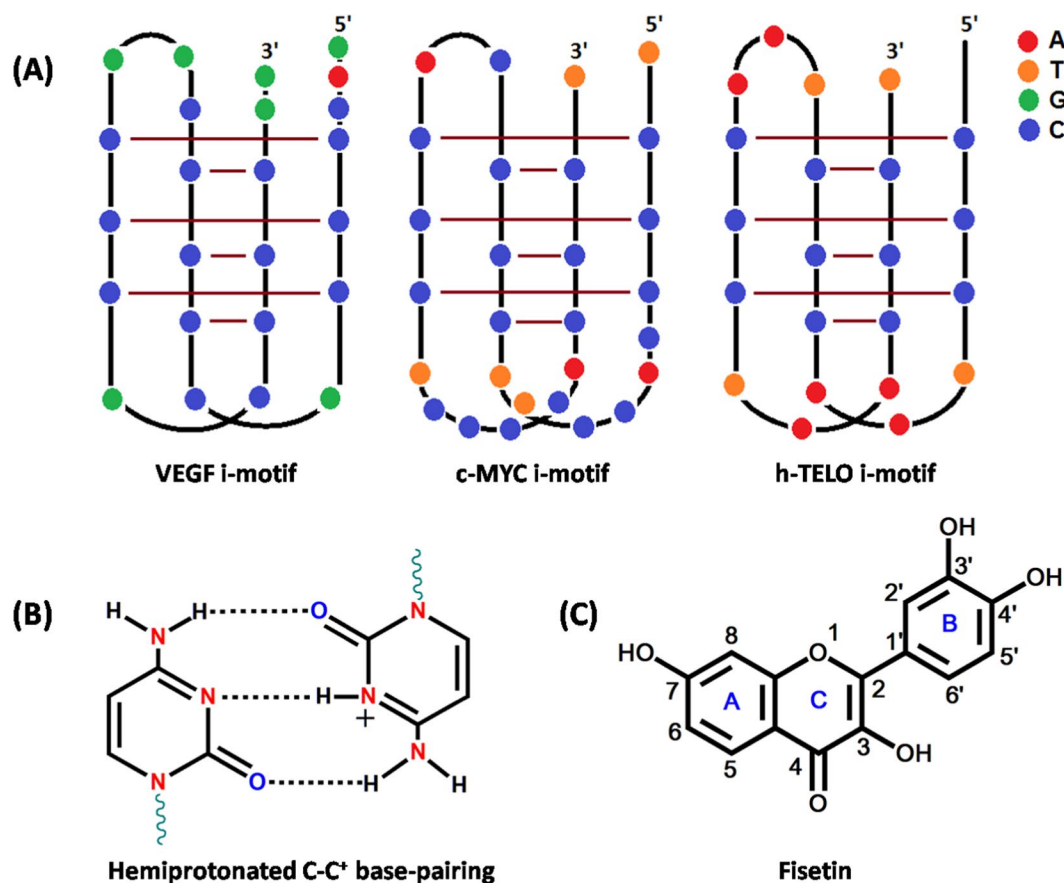 (A)
3' 5'
3' 5'
3' 5'
A
T
G
C
VEGF i-motif
c-MYC i-motif
h-TELO i-motif
(B)
H H O N
N
N H N
+
N O H N H
N
Hemiprotonated C-C⁺ base-pairing
(C)
OH
3' OH
2' B 4'
1' 5'
6'
HO 8 O 1
7 A C 2
6 3 OH
5 4
O
Fisetin